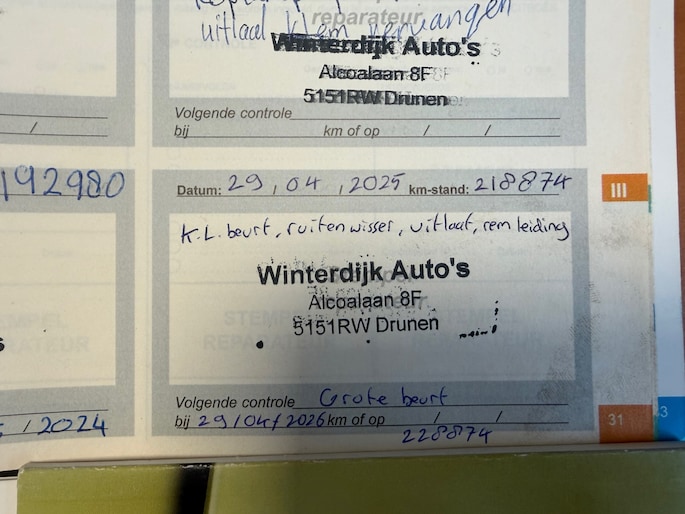 uitlaat klem vervangen
reparateur
Winterdijk Auto's
Alcoalaan 8F
5151RW Drunen
Volgende controle
bij / km of op / /
192980
Datum: 29 / 04 / 2025 km-stand: 218874
III
K.L. beurt, ruitenwisser, uitlaat, rem leiding
Winterdijk Auto's
Alcoalaan 8F
5151RW Drunen
STEMPEL
REPARATEUR
Volgende controle Grote beurt
/ 2024
bij 29/04/2026 km of op / /
228874
31